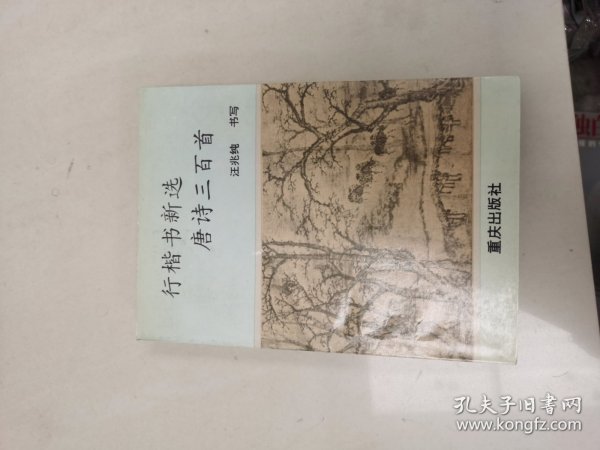 行楷书新选
唐诗三百首
汪兆纯 书写
重庆出版社
孔夫子旧书网
www.kongfz.com